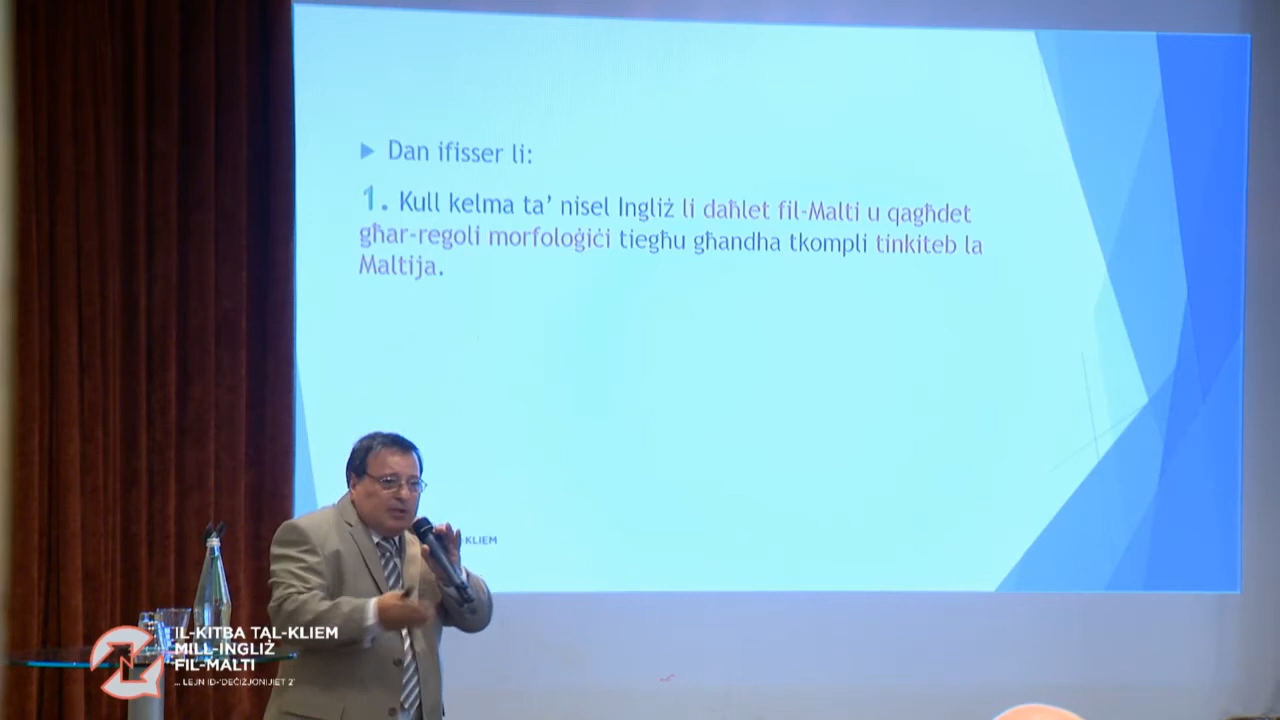 Dan ifisser li:
1. Kull kelma ta’ nisel Ingliż li daħlet fil-Malti u qagħdet
għar-regoli morfoloġiċi tiegħu għandha tkompli tinkiteb la
Maltija.
KLIEM
IL-KITBA TAL-KLIEM
MILL-INGLIŻ
FIL-MALTI
... LEJN ID-'DEĊIŻJONIJIET 2'